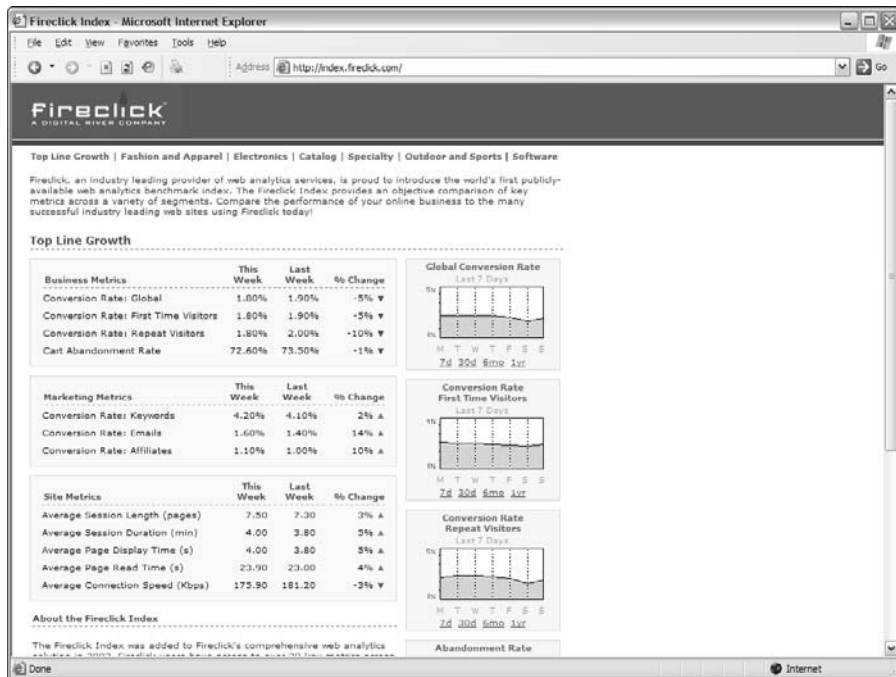 Fireclick Index - Microsoft Internet Explorer
File Edit View Favorites Tools Help
Address http://index.fireclick.com/ Go
Fireclick
A DIGITAL RIVER COMPANY
Top Line Growth | Fashion and Apparel | Electronics | Catalog | Specialty | Outdoor and Sports | Software
Fireclick, an industry leading provider of web analytics services, is proud to introduce the world's first publicly-
available web analytics benchmark index. The Fireclick Index provides an objective comparison of key
metrics across a variety of segments. Compare the performance of your online business to the many
successful industry leading web sites using Fireclick today!
Top Line Growth
Business Metrics This Week Last Week % Change
Conversion Rate: Global 1.80% 1.90% -5% ▼
Conversion Rate: First Time Visitors 1.80% 1.90% -5% ▼
Conversion Rate: Repeat Visitors 1.80% 2.00% -10% ▼
Cart Abandonment Rate 72.60% 73.50% -1% ▼
Marketing Metrics This Week Last Week % Change
Conversion Rate: Keywords 4.20% 4.10% 2% ▲
Conversion Rate: Emails 1.60% 1.40% 14% ▲
Conversion Rate: Affiliates 1.10% 1.00% 10% ▲
Site Metrics This Week Last Week % Change
Average Session Length (pages) 7.50 7.30 3% ▲
Average Session Duration (min) 4.00 3.80 5% ▲
Average Page Display Time (s) 4.00 3.80 5% ▲
Average Page Read Time (s) 23.90 23.00 4% ▲
Average Connection Speed (Kbps) 175.90 181.20 -3% ▼
About the Fireclick Index
The Fireclick Index was added to Fireclick's comprehensive web analytics
Global Conversion Rate
Last 7 Days
5%
0%
M T W T F S S
7d 30d 6mo 1yr
Conversion Rate
First Time Visitors
Last 7 Days
4%
0%
M T W T F S S
7d 30d 6mo 1yr
Conversion Rate
Repeat Visitors
Last 7 Days
5%
0%
M T W T F S S
7d 30d 6mo 1yr
Abandonment Rate
Done Internet